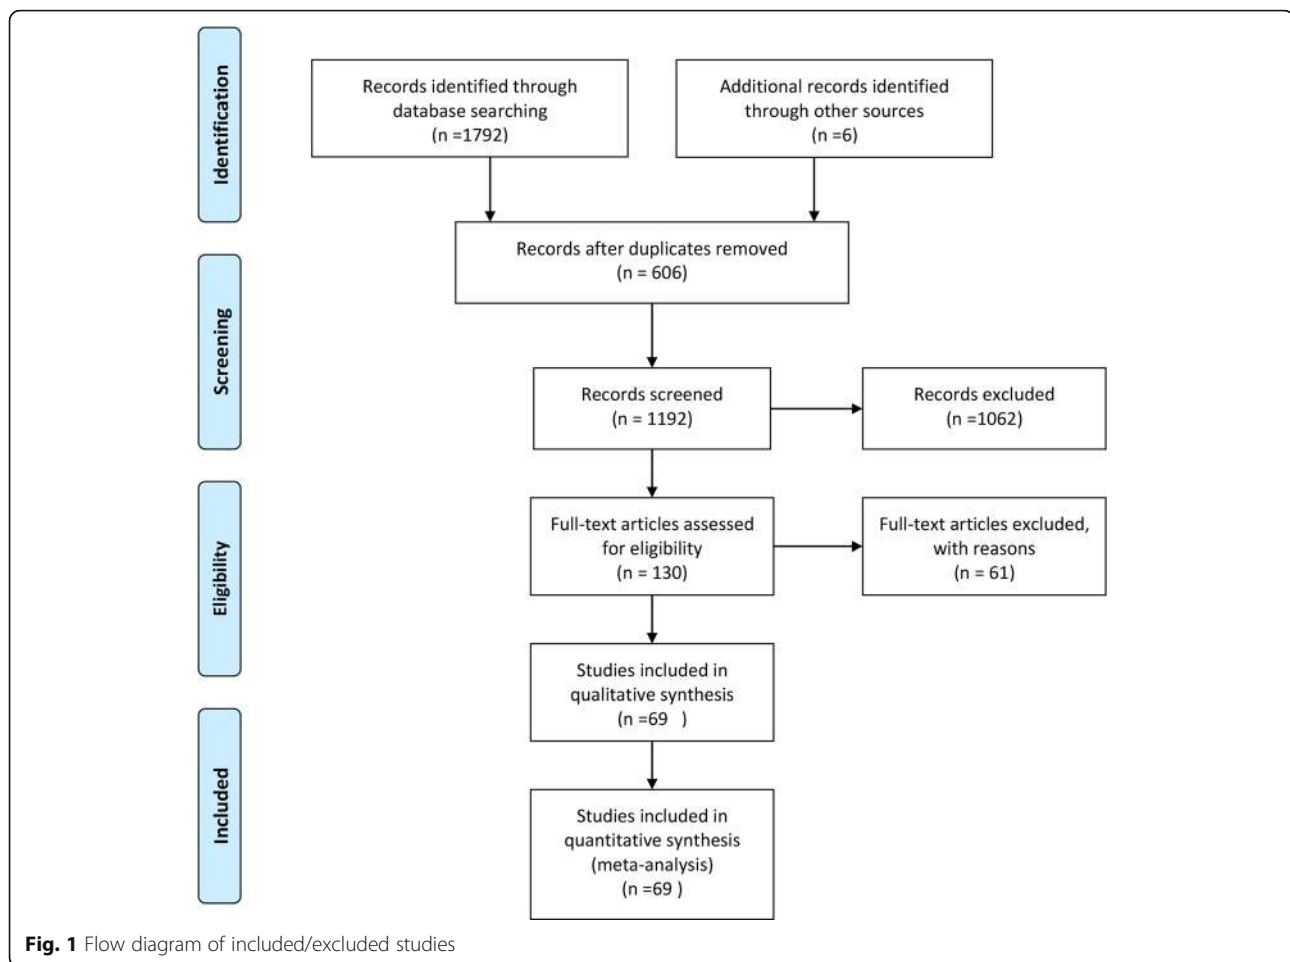 Identification
Records identified through
database searching
(n =1792)
Additional records identified
through other sources
(n =6)
Records after duplicates removed
(n = 606)
Screening
Records screened
(n = 1192)
Records excluded
(n =1062)
Eligibility
Full-text articles assessed
for eligibility
(n = 130)
Full-text articles excluded,
with reasons
(n = 61)
Studies included in
qualitative synthesis
(n =69   )
Included
Studies included in
quantitative synthesis
(meta-analysis)
(n =69 )
Fig. 1 Flow diagram of included/excluded studies